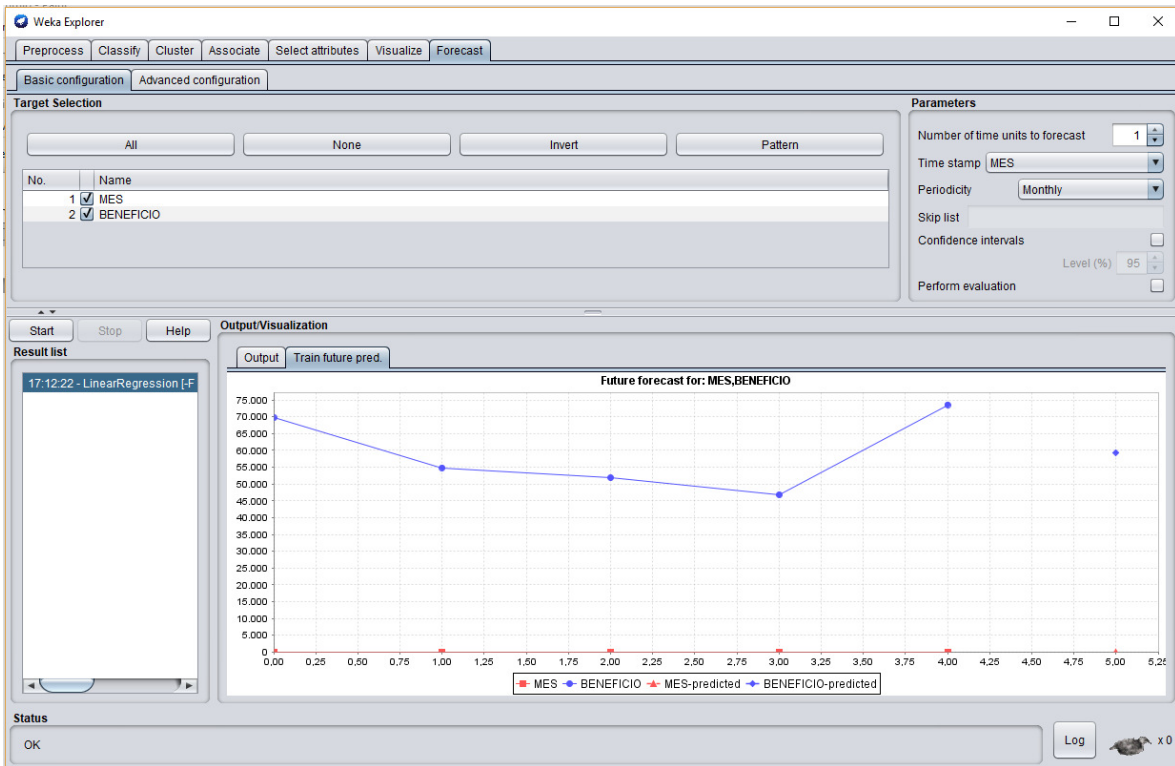 Weka Explorer
Preprocess Classify Cluster Associate Select attributes Visualize Forecast
Basic configuration Advanced configuration
Target Selection
All None Invert Pattern
No. Name
1 MES
2 BENEFICIO
Parameters
Number of time units to forecast 1
Time stamp MES
Periodicity Monthly
Skip list
Confidence intervals
Level (%) 95
Perform evaluation
Start Stop Help
Result list
17:12:22 - LinearRegression [-F
Output/Visualization
Output Train future pred.
Future forecast for: MES,BENEFICIO
75.000
70.000
65.000
60.000
55.000
50.000
45.000
40.000
35.000
30.000
25.000
20.000
15.000
10.000
5.000
0
0,00 0,25 0,50 0,75 1,00 1,25 1,50 1,75 2,00 2,25 2,50 2,75 3,00 3,25 3,50 3,75 4,00 4,25 4,50 4,75 5,00 5,25
MES BENEFICIO MES-predicted BENEFICIO-predicted
Status
OK
Log x 0